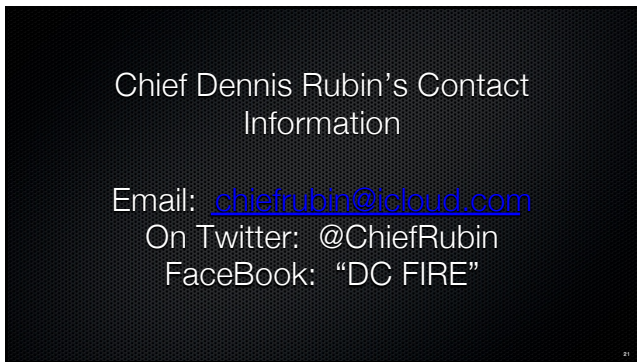 Chief Dennis Rubin’s Contact
Information
Email: chiefrubin@icloud.com
On Twitter: @ChiefRubin
FaceBook: “DC FIRE”
21